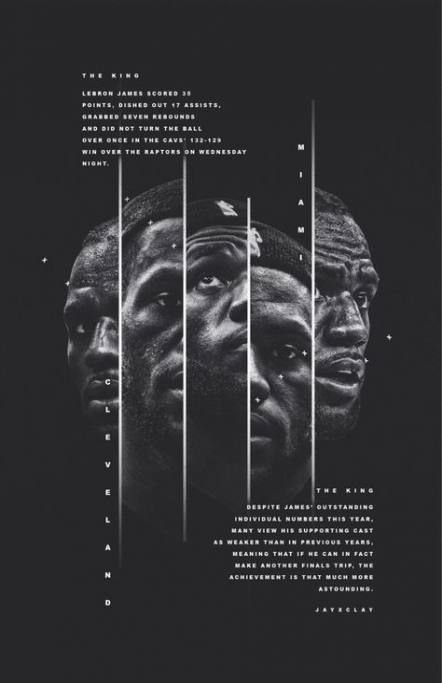 THE KING
LEBRON JAMES SCORED 35
POINTS, DISHED OUT 17 ASSISTS,
GRABBED SEVEN REBOUNDS
AND DID NOT TURN THE BALL
OVER ONCE IN THE CAVS' 132-129
WIN OVER THE RAPTORS ON WEDNESDAY
NIGHT.
MIAMI
CLEVELAND
THE KING
DESPITE JAMES' OUTSTANDING
INDIVIDUAL NUMBERS THIS YEAR,
MANY VIEW HIS SUPPORTING CAST
AS WEAKER THAN IN PREVIOUS YEARS,
MEANING THAT IF HE CAN IN FACT
MAKE ANOTHER FINALS TRIP, THE
ACHIEVEMENT IS THAT MUCH MORE
ASTOUNDING.
JAYXCLAY